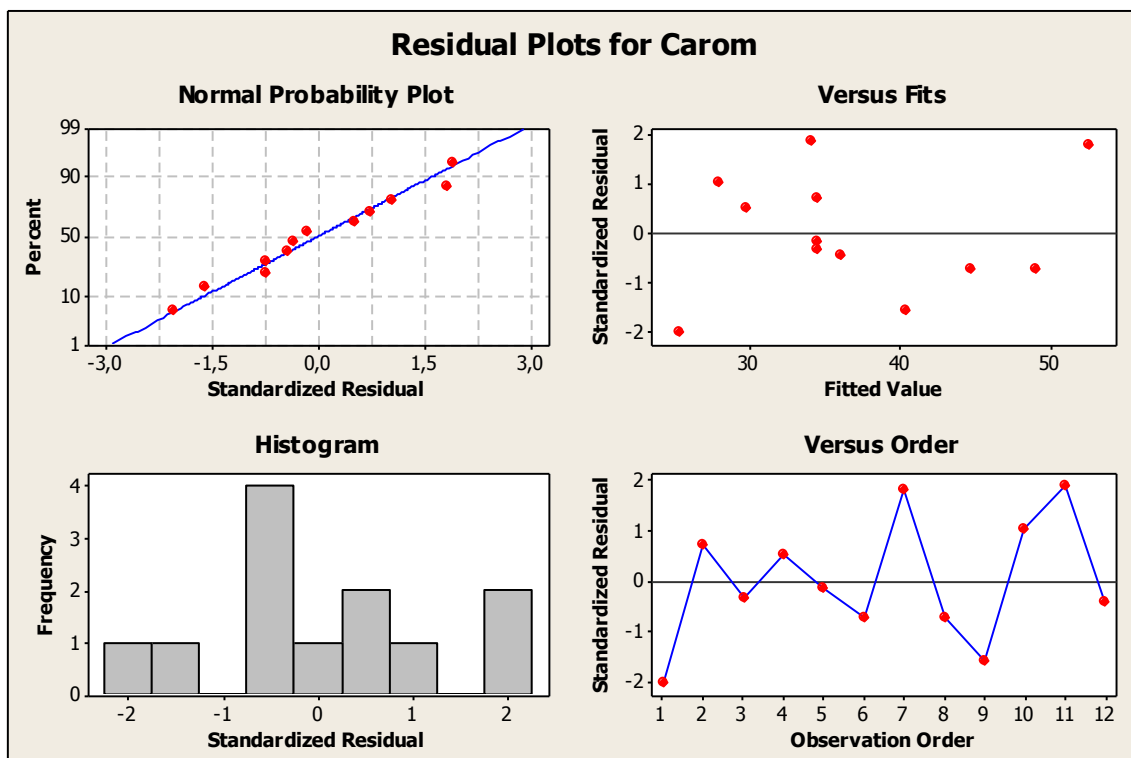 Residual Plots for Carom
Normal Probability Plot
99
90
50
10
1
Percent
-3,0 -1,5 0,0 1,5 3,0
Standardized Residual
Versus Fits
2
1
0
-1
-2
Standardized Residual
30 40 50
Fitted Value
Histogram
4
3
2
1
0
Frequency
-2 -1 0 1 2
Standardized Residual
Versus Order
2
1
0
-1
-2
Standardized Residual
1 2 3 4 5 6 7 8 9 10 11 12
Observation Order